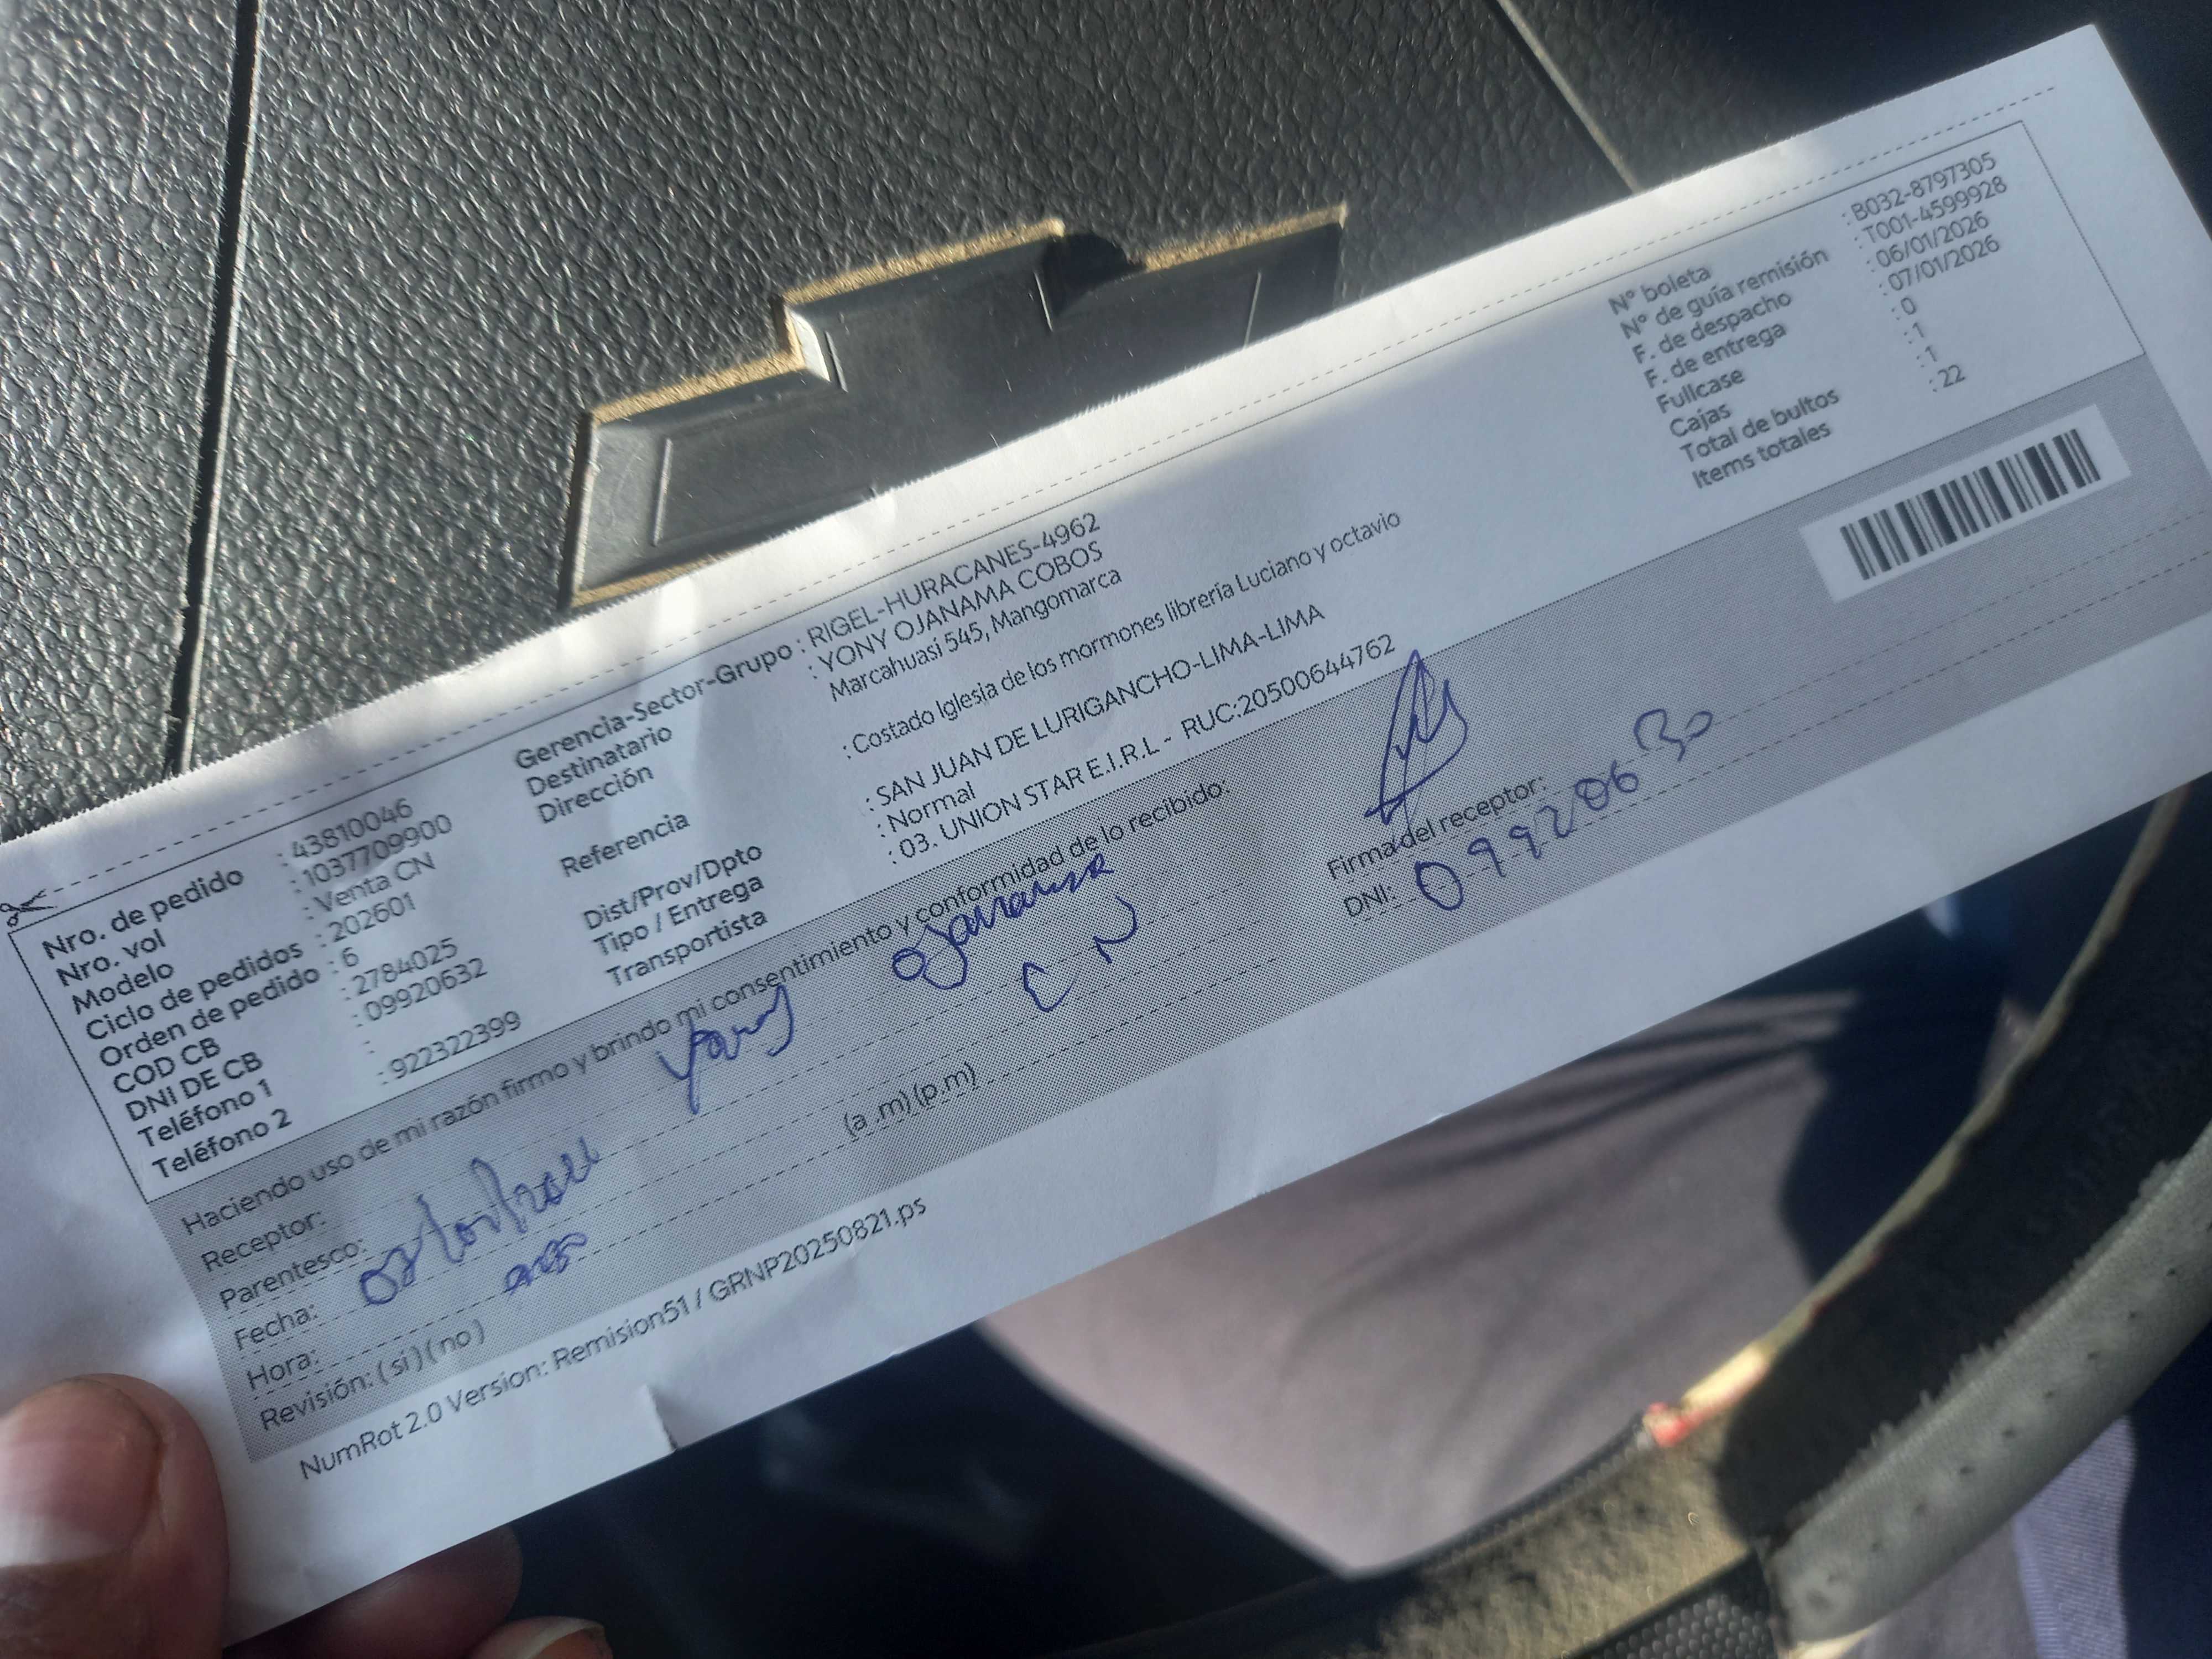 Nro. de pedido : 43810046
Nro. vol : 1037709900
Modelo : Venta CN
Ciclo de pedidos : 202601
Orden de pedido : 6
COD CB : 2784025
DNI DE CB : 09920632
Teléfono 1 :
Teléfono 2 : 922322399
Gerencia-Sector-Grupo : RIGEL-HURACANES-4962
Destinatario : YONY OJANAMA COBOS
Dirección Marcahuasi 545, Mangomarca
Referencia : Costado Iglesia de los mormones librería Luciano y octavio
Dist/Prov/Dpto : SAN JUAN DE LURIGANCHO-LIMA-LIMA
Tipo / Entrega : Normal
Transportista : 03. UNION STAR E.I.R.L - RUC:20500644762
N° boleta : B032-8797305
N° de guía remisión : T001-4599928
F. de despacho : 06/01/2026
F. de entrega : 07/01/2026
Fullcase : 0
Cajas : 1
Total de bultos : 1
Items totales : 22
Haciendo uso de mi razón firmo y brindo mi consentimiento y conformidad de lo recibido:
Receptor: Yony Ojanama
Parentesco: C N
Fecha:
Hora: (a .m) (p.m)
Revisión: ( si ) ( no )
Firma del receptor:
DNI: 09920630
NumRot 2.0 Version: Remision51 / GRNP20250821.ps